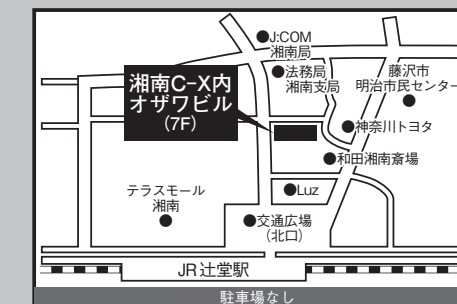 J:COM
湘南局
法務局
湘南支局
藤沢市
明治市民センター
湘南C-X内
オザワビル
(7F)
神奈川トヨタ
和田湘南斎場
テラスモール
湘南
Luz
交通広場
(北口)
JR辻堂駅
駐車場なし